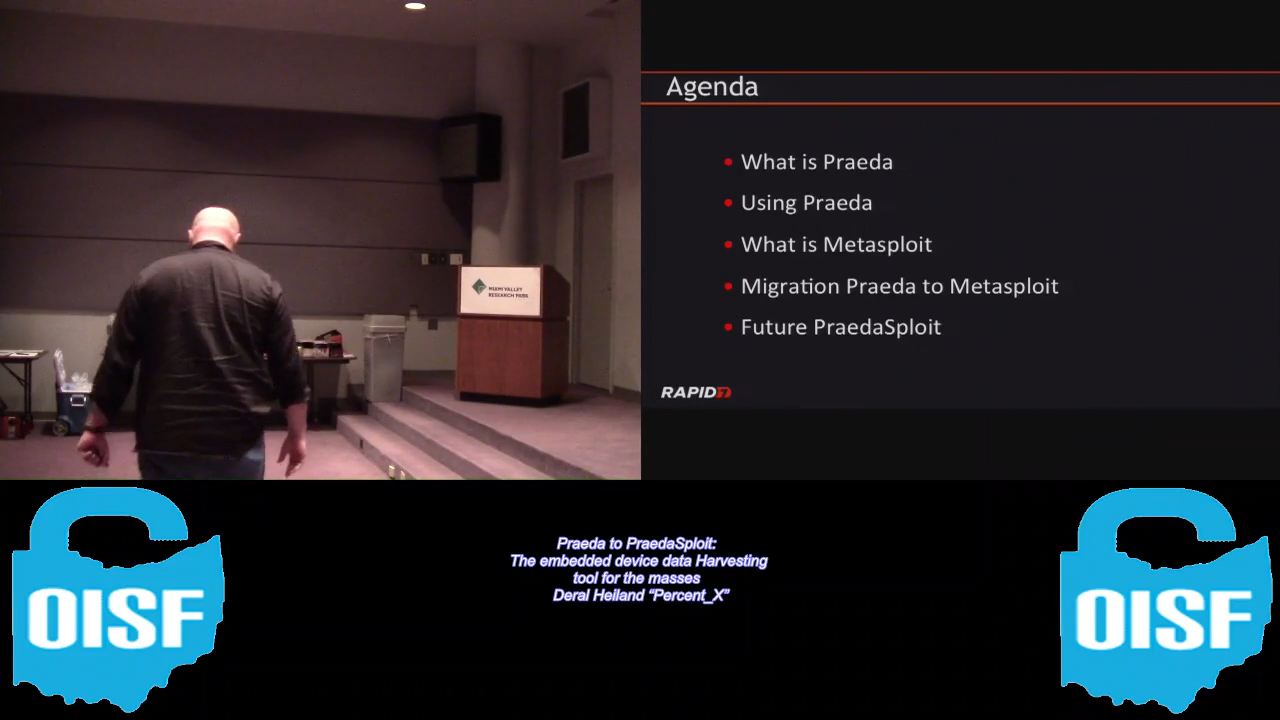 Agenda
• What is Praeda
• Using Praeda
• What is Metasploit
• Migration Praeda to Metasploit
• Future PraedaSploit
RAPID7
MIAMI VALLEY
RESEARCH PARK
Praeda to PraedaSploit:
The embedded device data Harvesting
tool for the masses
Deral Heiland “Percent_X”
OISF
OISF